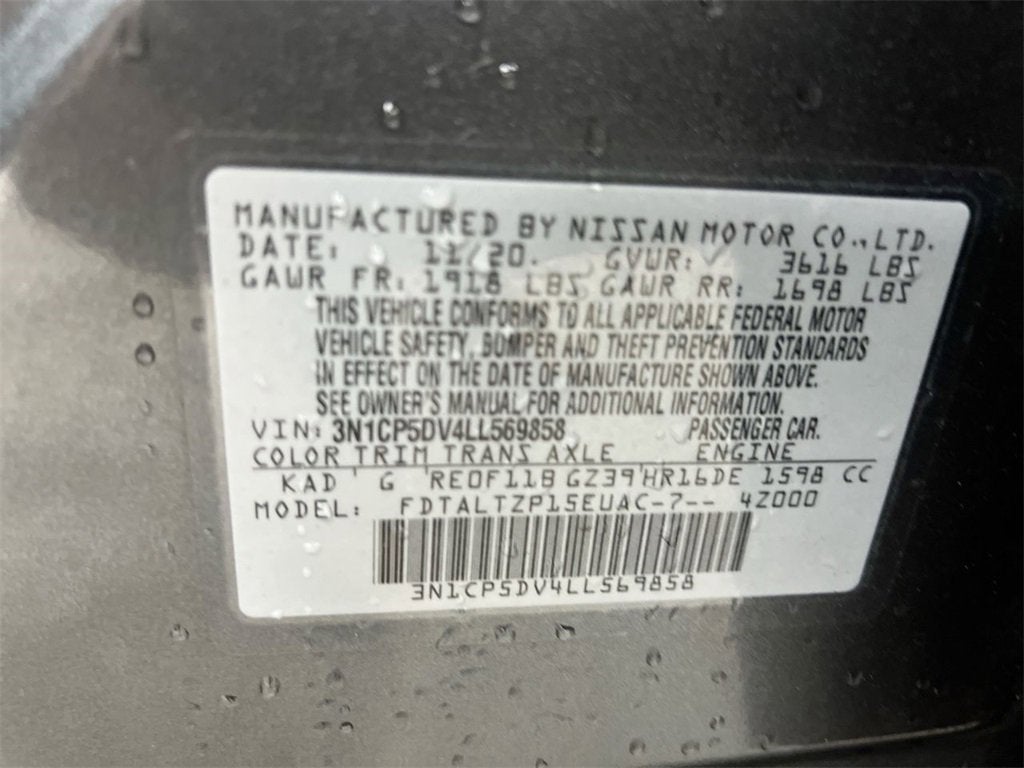 MANUFACTURED BY NISSAN MOTOR CO.,LTD.
DATE: 11/20. GVWR: 3616 LBS
GAWR FR: 1918 LBS GAWR RR: 1698 LBS
THIS VEHICLE CONFORMS TO ALL APPLICABLE FEDERAL MOTOR
VEHICLE SAFETY, BUMPER AND THEFT PREVENTION STANDARDS
IN EFFECT ON THE DATE OF MANUFACTURE SHOWN ABOVE.
SEE OWNER'S MANUAL FOR ADDITIONAL INFORMATION.
VIN: 3N1CP5DV4LL569858 PASSENGER CAR.
COLOR TRIM TRANS AXLE ENGINE
KAD G RE0F11B GZ39 HR16DE 1598 CC
MODEL: FDTALTZP15EUAC-7-- 4Z000
3N1CP5DV4LL569858